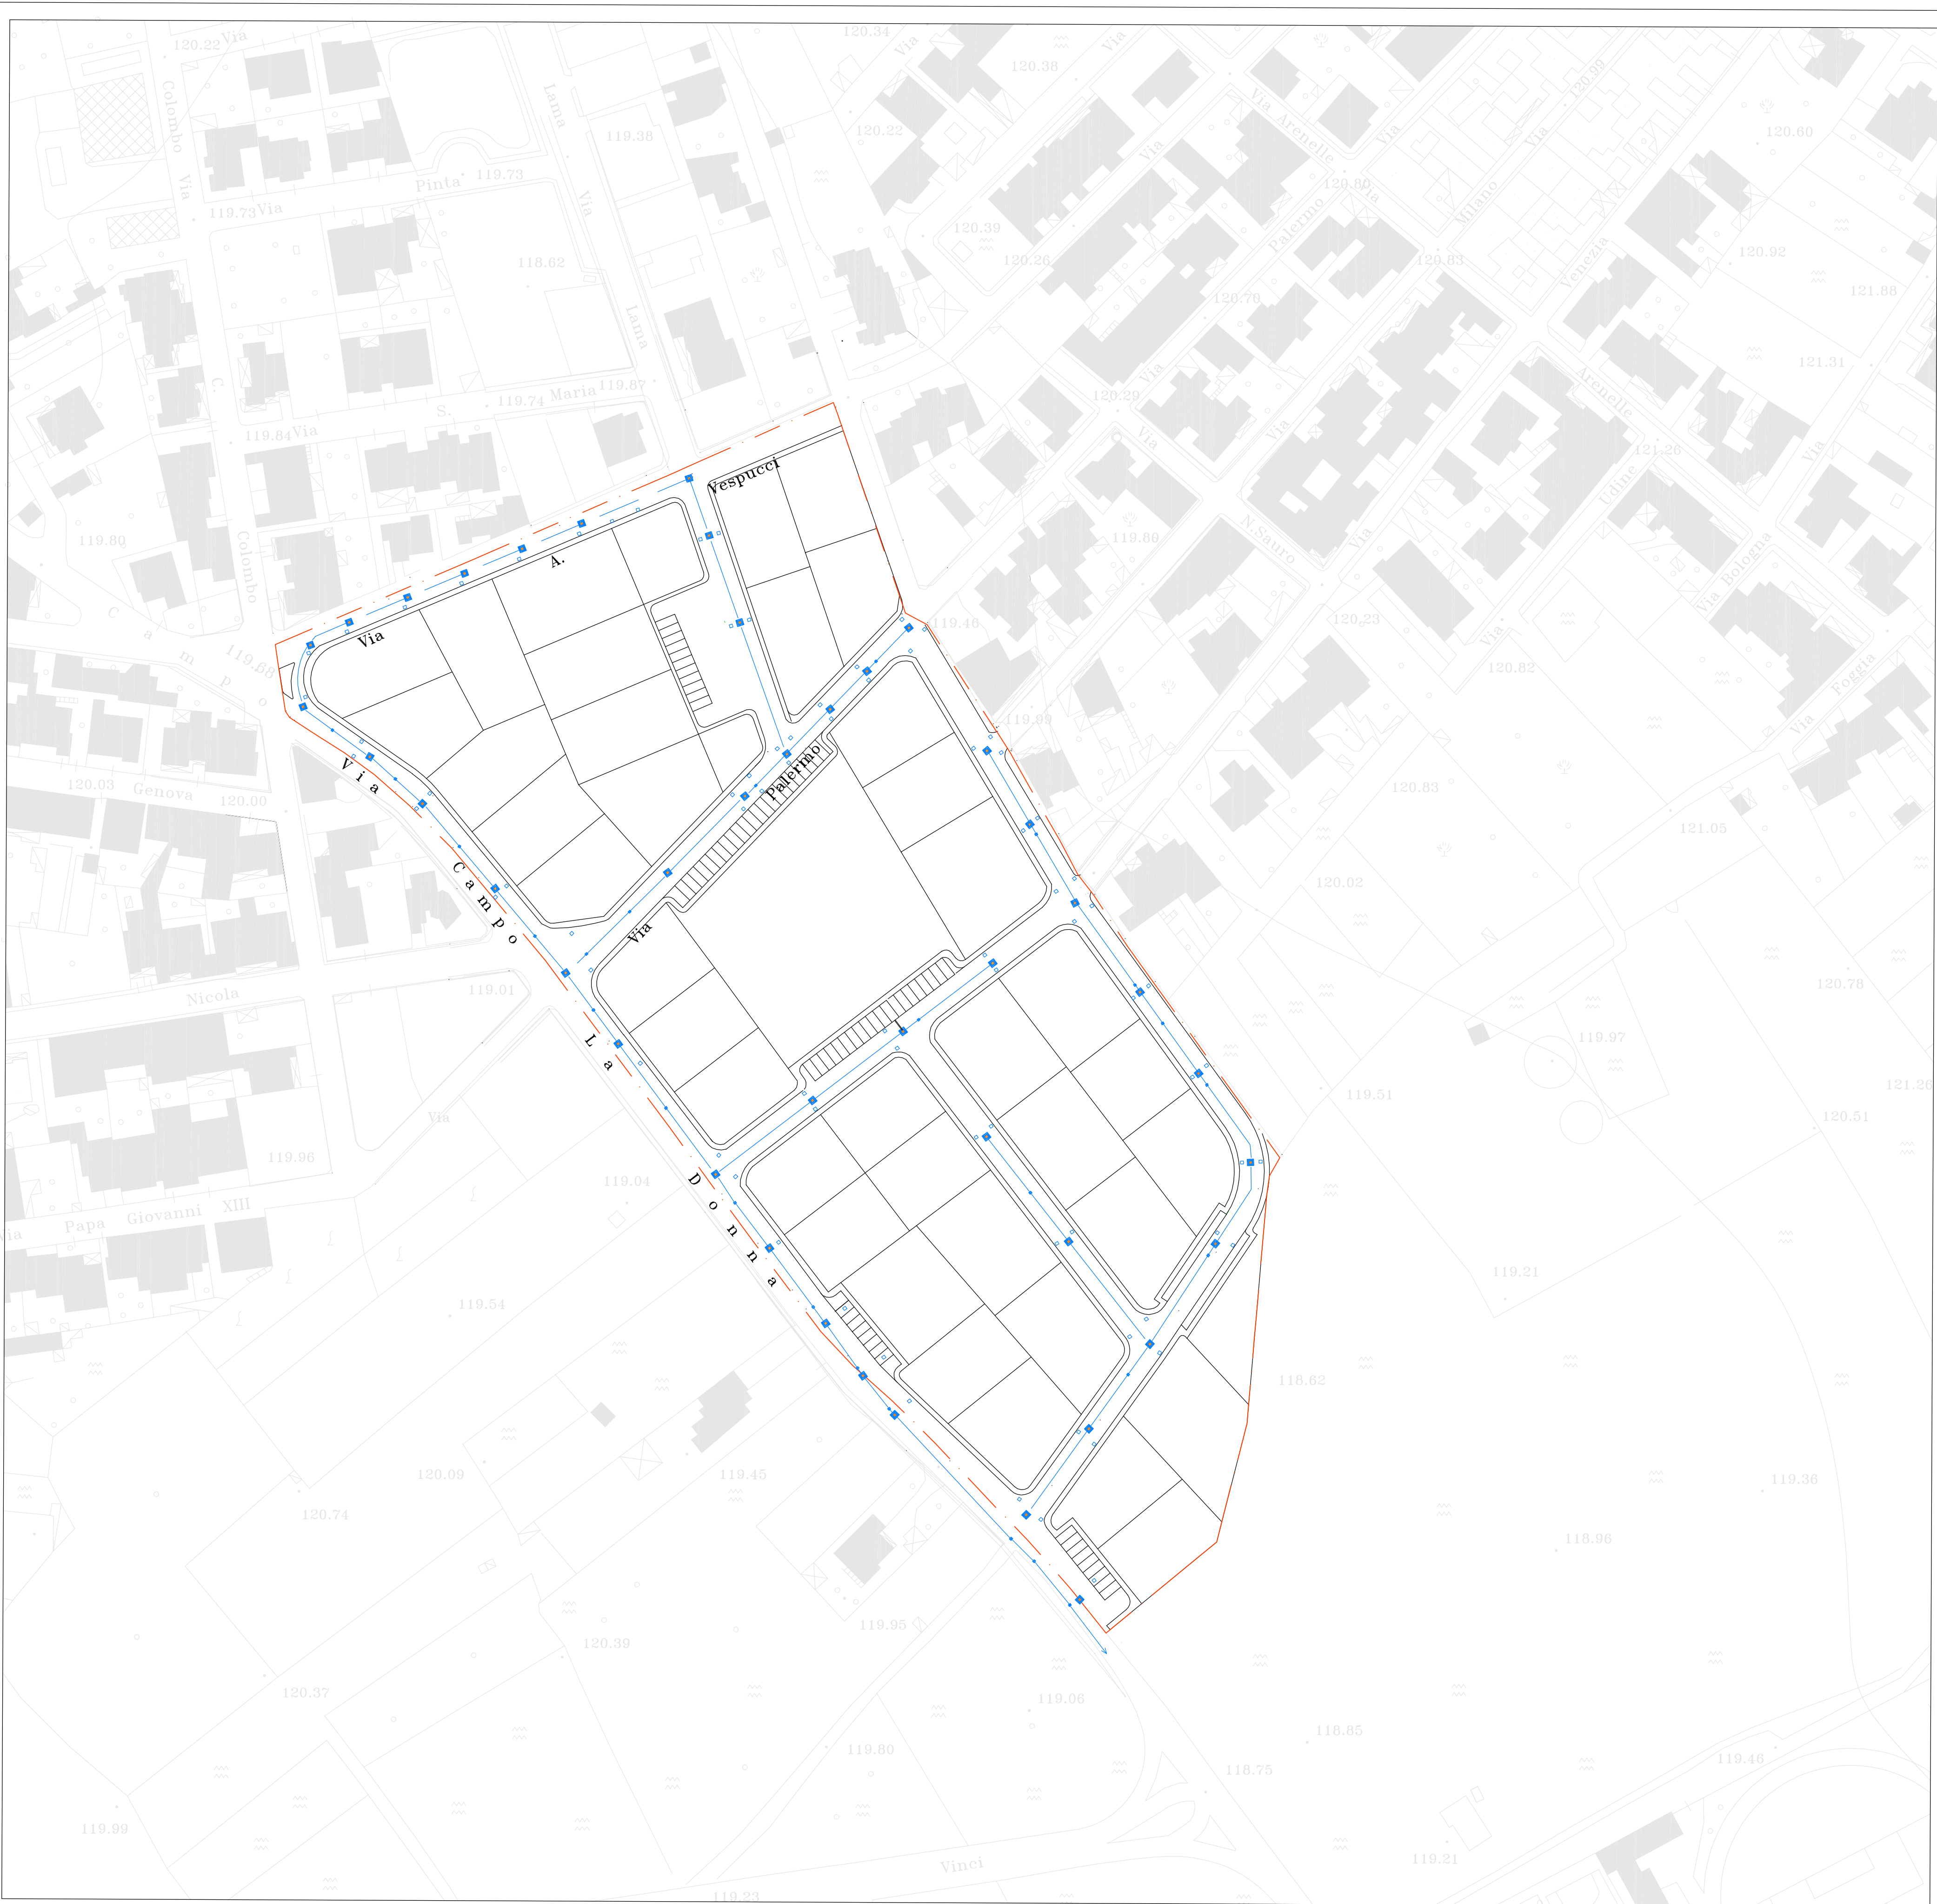 120.34
120.22
Via
Via
Via
120.38
Colombo
Via
Lama
Via
119.38
120.22
Arenelle
Via
Via
120.99
Via
120.60
Pinta
119.73
119.73
Via
Via
120.80
Via
Palermo
Milano
120.39
118.62
120.26
120.83
Venezia
120.92
120.70
121.88
Lama
C.
119.87
S. Maria
119.74
119.84
Via
Via
120.29
Via
Via
121.31
Arenelle
121.26
Via
119.80
Colombo
Vespucci
A.
Via
N.Sauro
119.80
Via
Udine
Via Bologna
Campo
119.68
119.46
120.23
120.82
Via
Foggia
Via
119.99
120.03
Genova
120.00
Palermo
Via
120.83
121.05
Via
Campo
La
Donna
120.02
119.01
Nicola
120.78
119.97
119.51
121.26
120.51
Via
119.96
119.04
Via Papa Giovanni XIII
119.54
119.21
118.62
120.09
119.45
119.36
120.74
118.96
119.95
120.39
120.37
119.06
118.85
119.80
118.75
119.46
119.99
119.21
Vinci
119.23